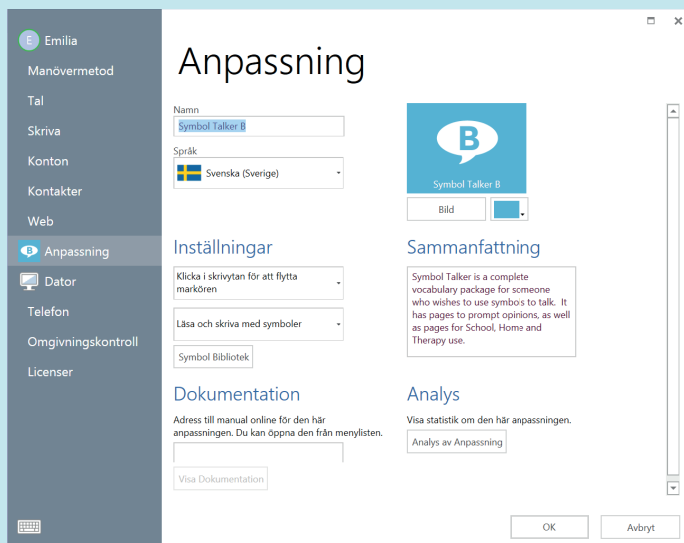 E Emilia
Manövermetod
Tal
Skriva
Konton
Kontakter
Web
B Anpassning
Dator
Telefon
Omgivningskontroll
Licenser
Anpassning
Namn
Symbol Talker B
Språk
Svenska (Sverige)
B
Symbol Talker B
Bild
Inställningar
Klicka i skrivytan för att flytta
markören
Läsa och skriva med symboler
Symbol Bibliotek
Sammanfattning
Symbol Talker is a complete
vocabulary package for someone
who wishes to use symbols to talk. It
has pages to prompt opinions, as well
as pages for School, Home and
Therapy use.
Dokumentation
Adress till manual online för den här
anpassningen. Du kan öppna den från menylisten.
Visa Dokumentation
Analys
Visa statistik om den här anpassningen.
Analys av Anpassning
OK
Avbryt